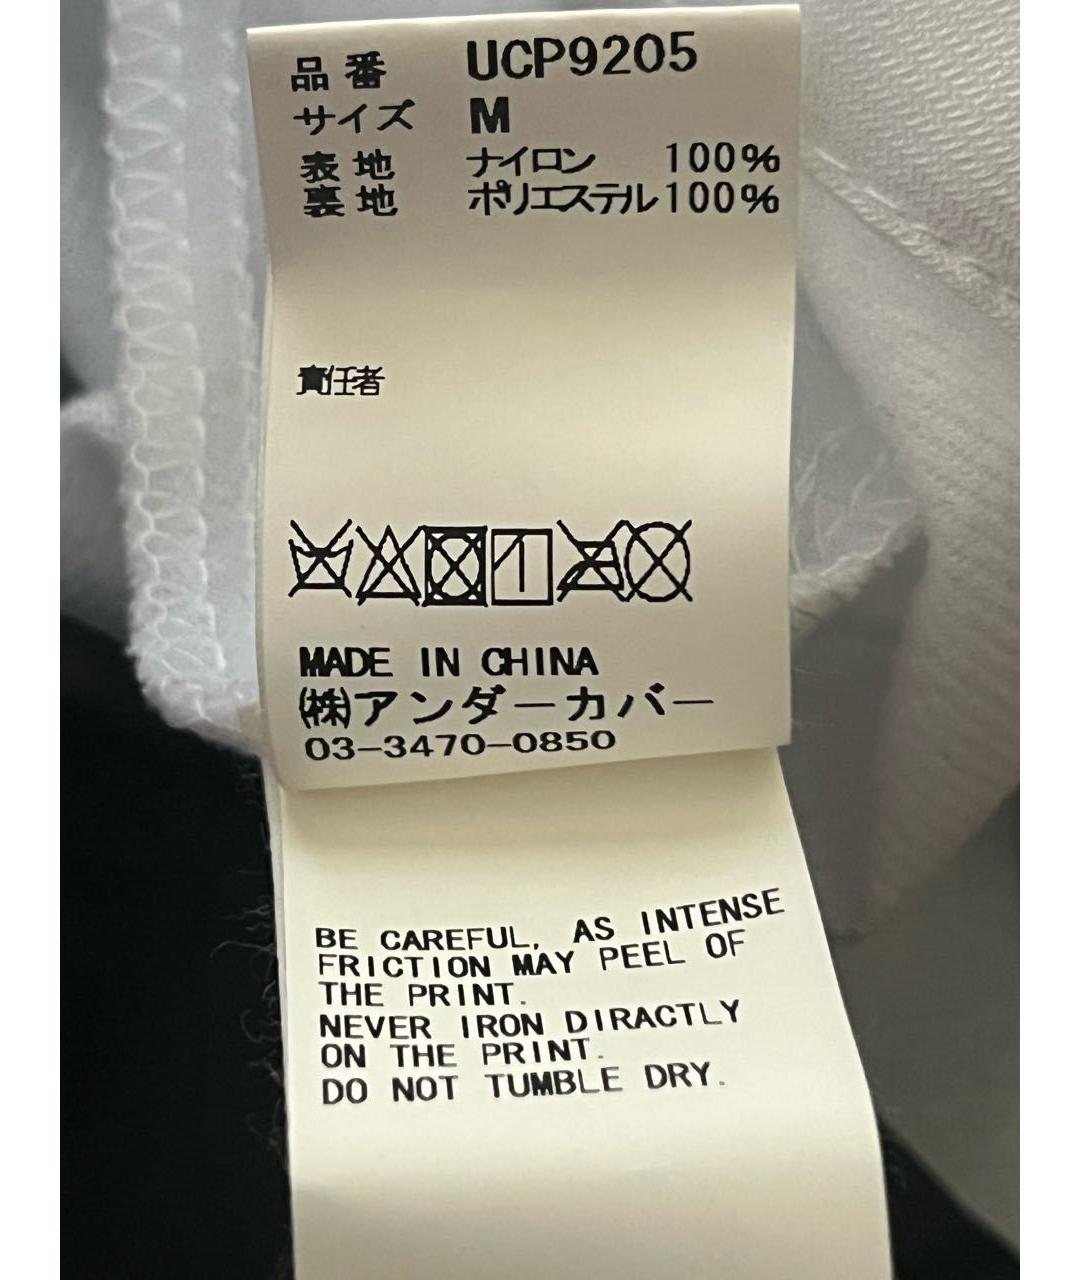 品番 UCP9205
サイズ M
表地 ナイロン 100%
裏地 ポリエステル100%
責任者
MADE IN CHINA
㈱アンダーカバー
03-3470-0850
BE CAREFUL, AS INTENSE
FRICTION MAY PEEL OF
THE PRINT.
NEVER IRON DIRACTLY
ON THE PRINT.
DO NOT TUMBLE DRY.